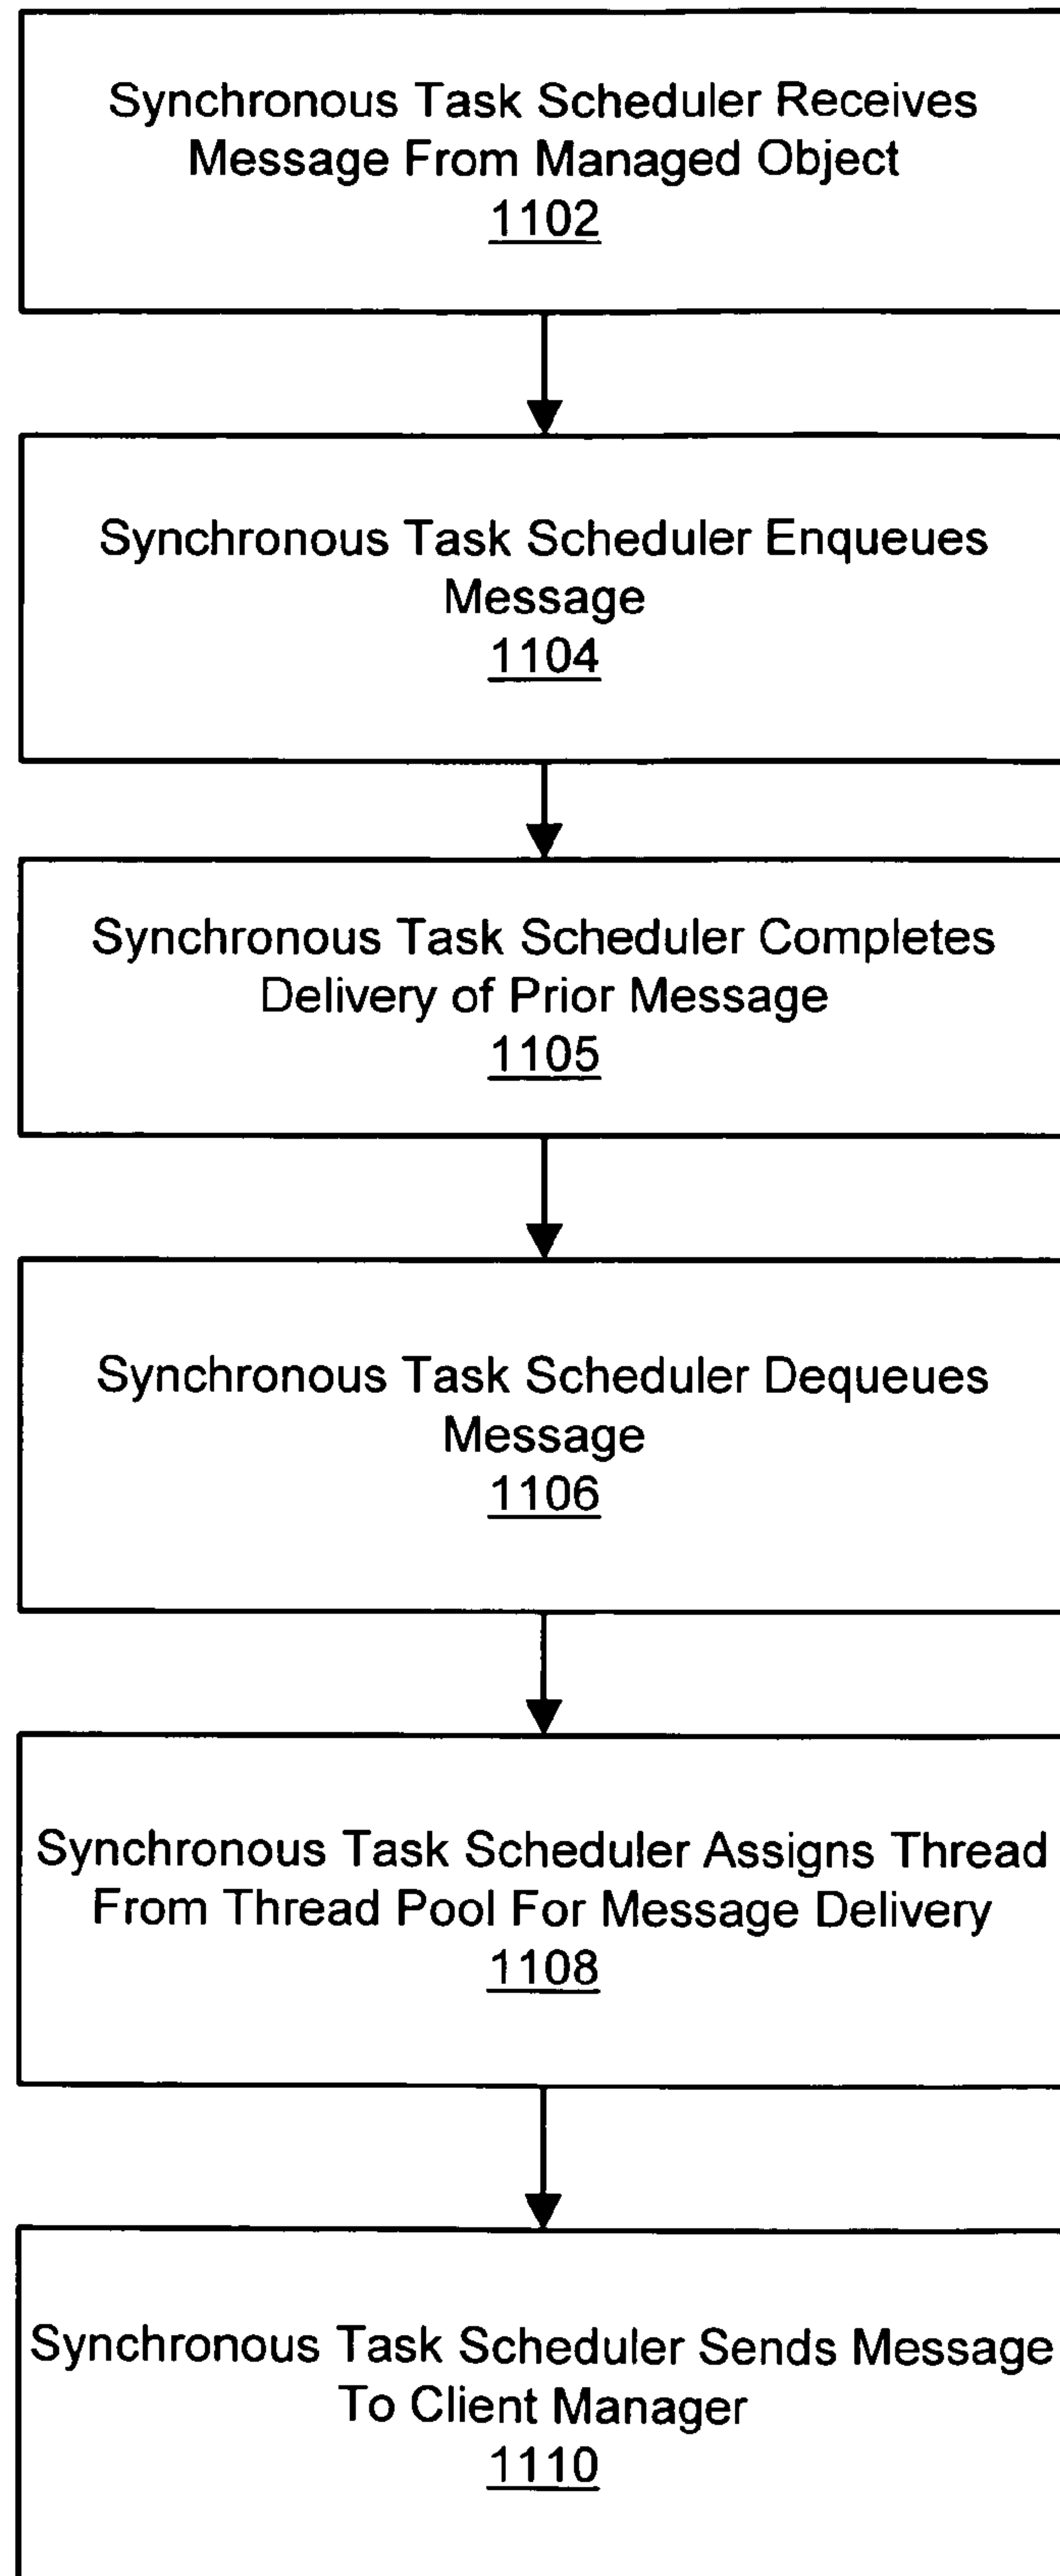 Synchronous Task Scheduler Receives
Message From Managed Object
1102
Synchronous Task Scheduler Enqueues
Message
1104
Synchronous Task Scheduler Completes
Delivery of Prior Message
1105
Synchronous Task Scheduler Dequeues
Message
1106
Synchronous Task Scheduler Assigns Thread
From Thread Pool For Message Delivery
1108
Synchronous Task Scheduler Sends Message
To Client Manager
1110